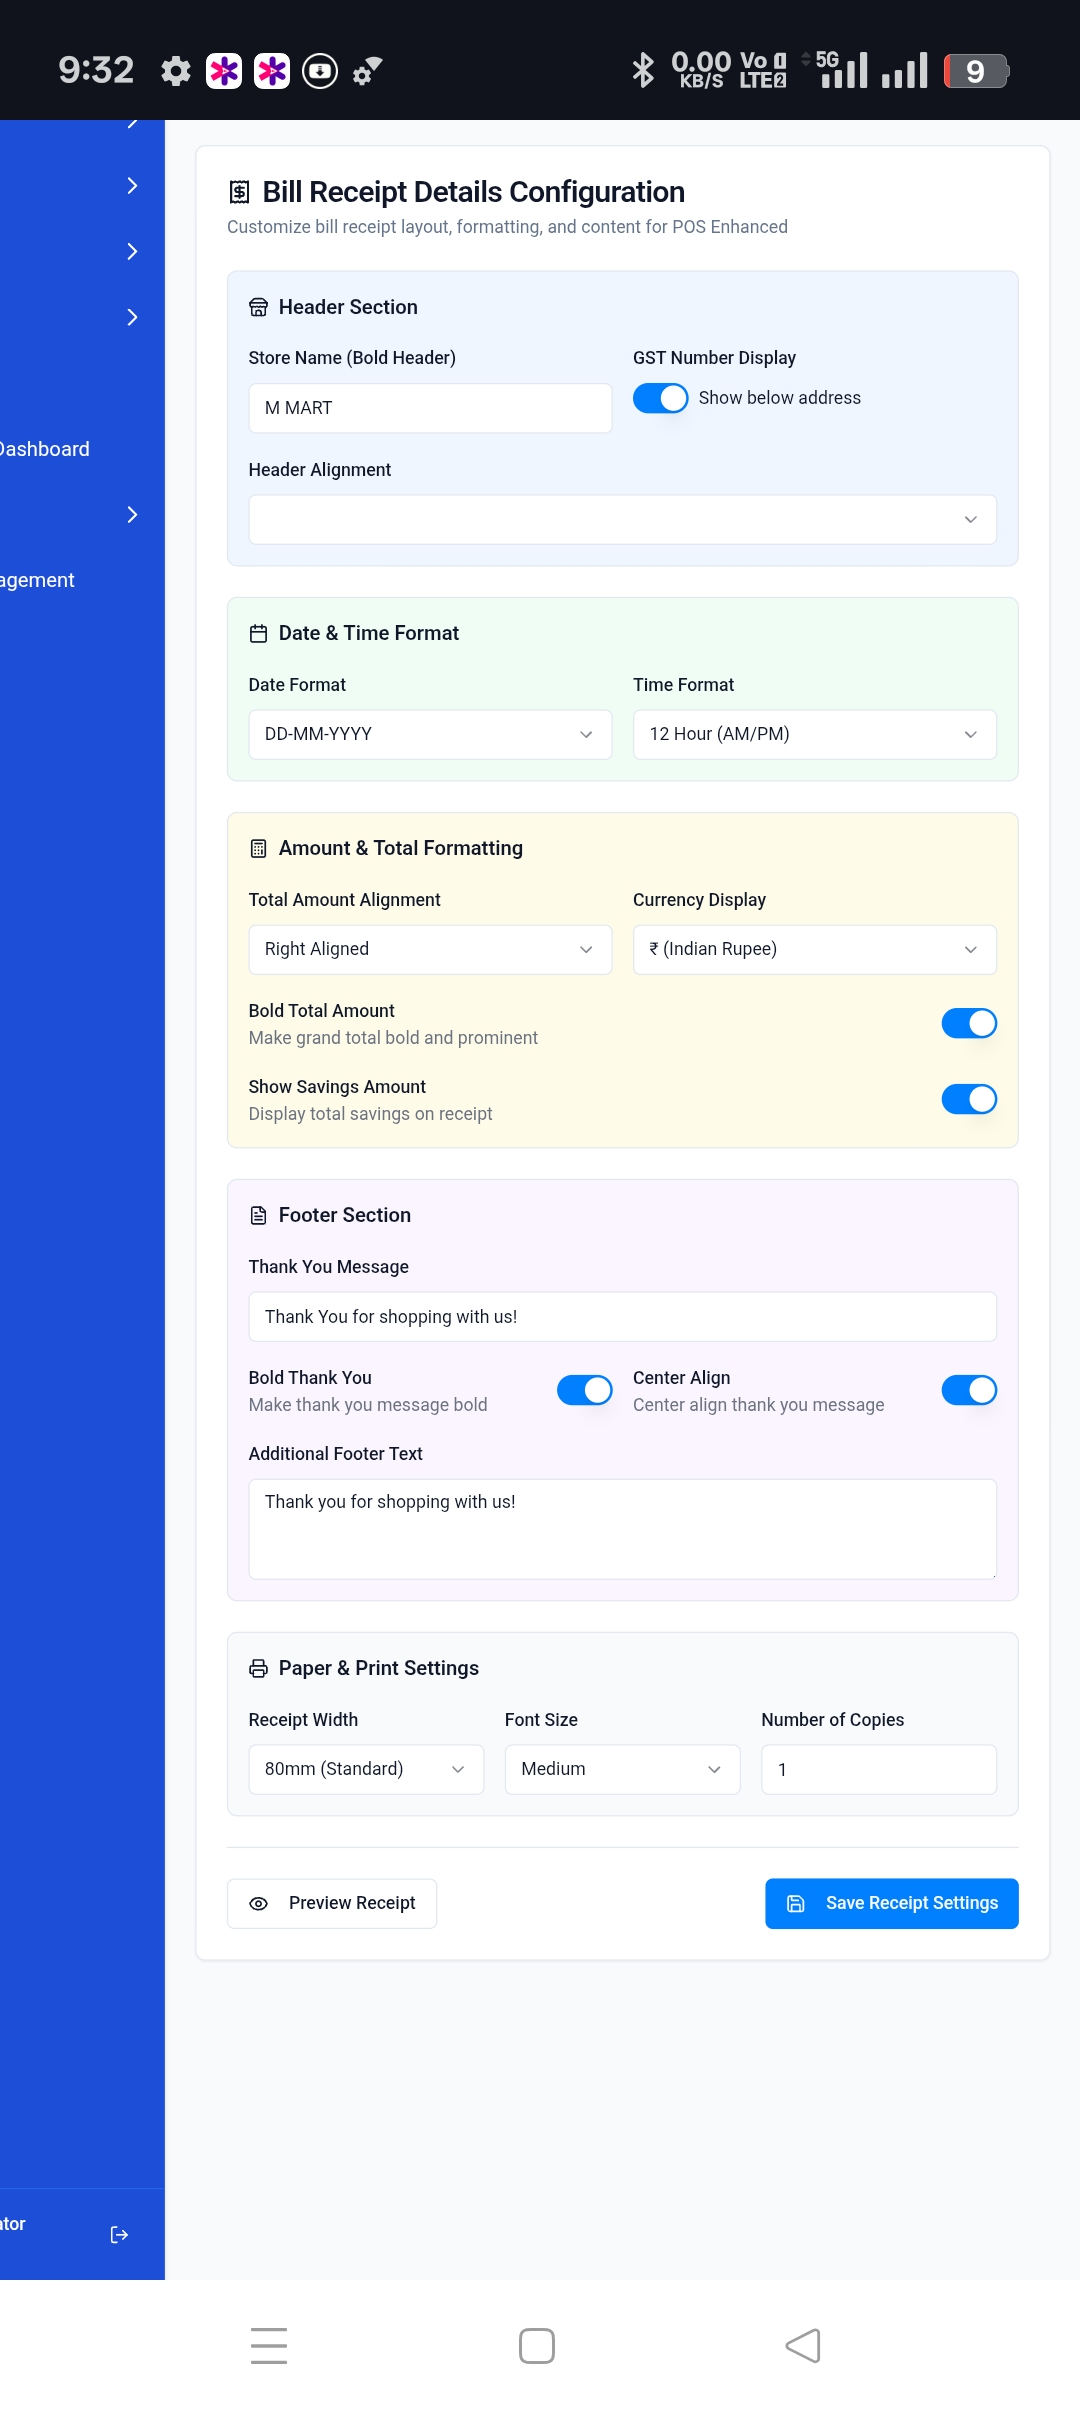 9:32
0.00 KB/S
Vo 1 LTE 2
5G
9
Dashboard
agement
ator
Bill Receipt Details Configuration
Customize bill receipt layout, formatting, and content for POS Enhanced
Header Section
Store Name (Bold Header)
GST Number Display
M MART
Show below address
Header Alignment
Date & Time Format
Date Format
Time Format
DD-MM-YYYY
12 Hour (AM/PM)
Amount & Total Formatting
Total Amount Alignment
Currency Display
Right Aligned
₹ (Indian Rupee)
Bold Total Amount
Make grand total bold and prominent
Show Savings Amount
Display total savings on receipt
Footer Section
Thank You Message
Thank You for shopping with us!
Bold Thank You
Make thank you message bold
Center Align
Center align thank you message
Additional Footer Text
Thank you for shopping with us!
Paper & Print Settings
Receipt Width
Font Size
Number of Copies
80mm (Standard)
Medium
1
Preview Receipt
Save Receipt Settings